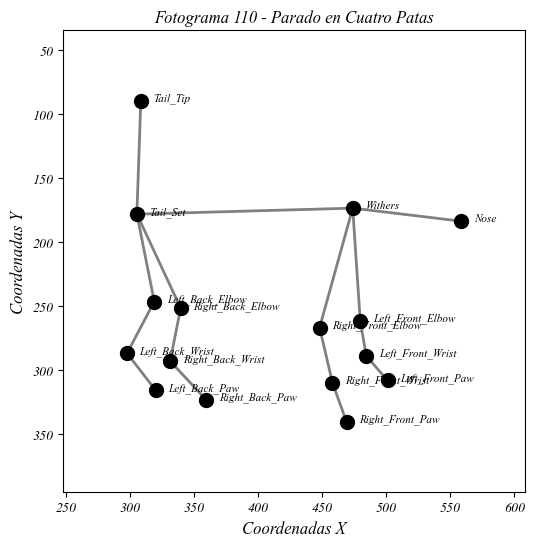 Fotograma 110 - Parado en Cuatro Patas
50
100
150
200
250
300
350
Coordenadas Y
Tail_Tip
Withers
Tail_Set
Nose
Left_Back_Elbow
Right_Back_Elbow
Left_Front_Elbow
Right_Front_Elbow
Left_Back_Wrist
Left_Front_Wrist
Right_Back_Wrist
Left_Front_Paw
Right_Front_Wrist
Left_Back_Paw
Right_Back_Paw
Right_Front_Paw
250 300 350 400 450 500 550 600
Coordenadas X